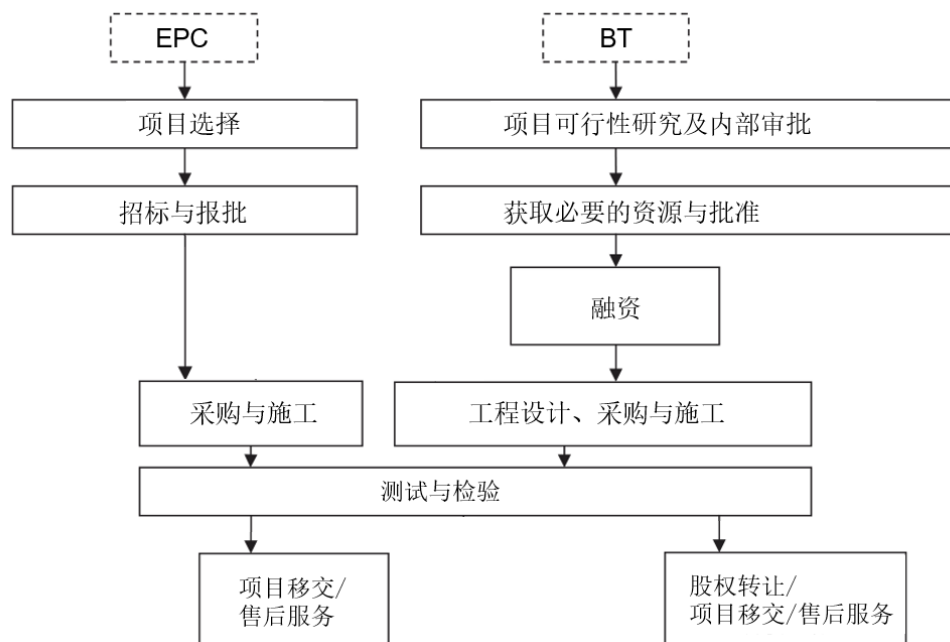 EPC
BT
项目选择
项目可行性研究及内部审批
招标与报批
获取必要的资源与批准
融资
采购与施工
工程设计、采购与施工
测试与检验
项目移交/
售后服务
股权转让/
项目移交/售后服务